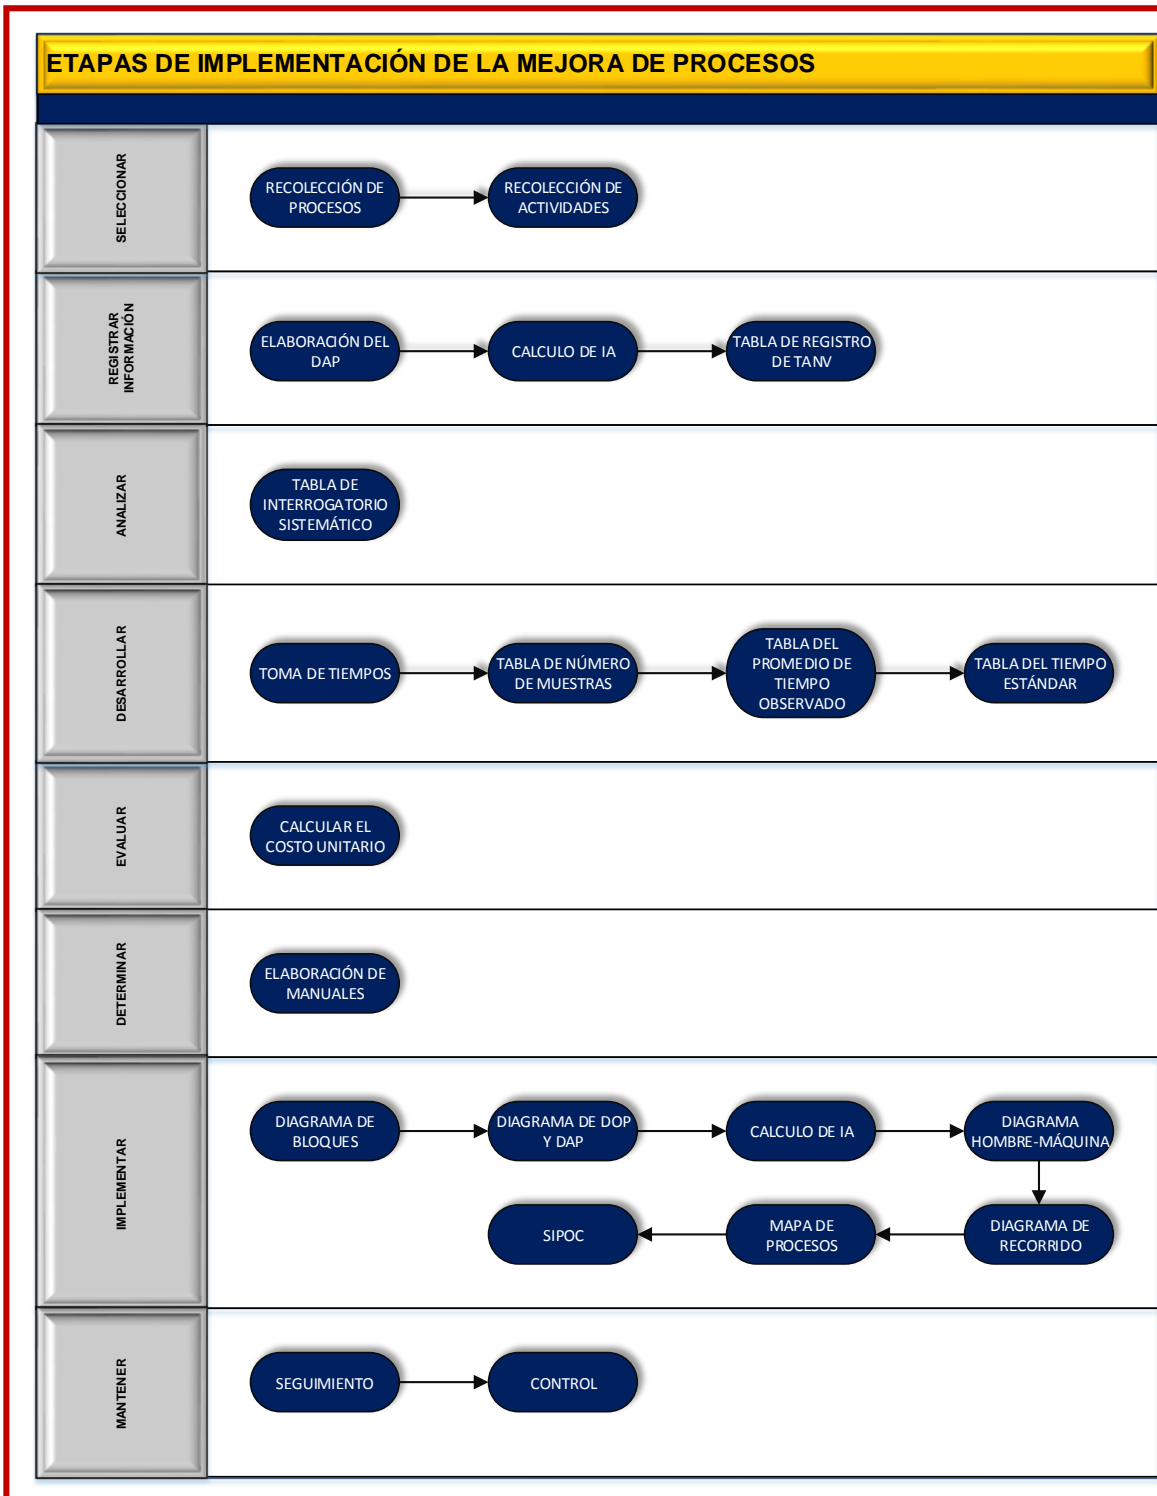 ETAPAS DE IMPLEMENTACIÓN DE LA MEJORA DE PROCESOS
SELECCIONAR
RECOLECCIÓN DE
PROCESOS
RECOLECCIÓN DE
ACTIVIDADES
REGISTRAR
INFORMACIÓN
ELABORACIÓN DEL
DAP
CALCULO DE IA
TABLA DE REGISTRO
DE TANV
ANALIZAR
TABLA DE
INTERROGATORIO
SISTEMÁTICO
DESARROLLAR
TOMA DE TIEMPOS
TABLA DE NÚMERO
DE MUESTRAS
TABLA DEL
PROMEDIO DE
TIEMPO
OBSERVADO
TABLA DEL TIEMPO
ESTÁNDAR
EVALUAR
CALCULAR EL
COSTO UNITARIO
DETERMINAR
ELABORACIÓN DE
MANUALES
IMPLEMENTAR
DIAGRAMA DE
BLOQUES
DIAGRAMA DE DOP
Y DAP
CALCULO DE IA
DIAGRAMA
HOMBRE-MÁQUINA
DIAGRAMA DE
RECORRIDO
MAPA DE
PROCESOS
SIPOC
MANTENER
SEGUIMIENTO
CONTROL